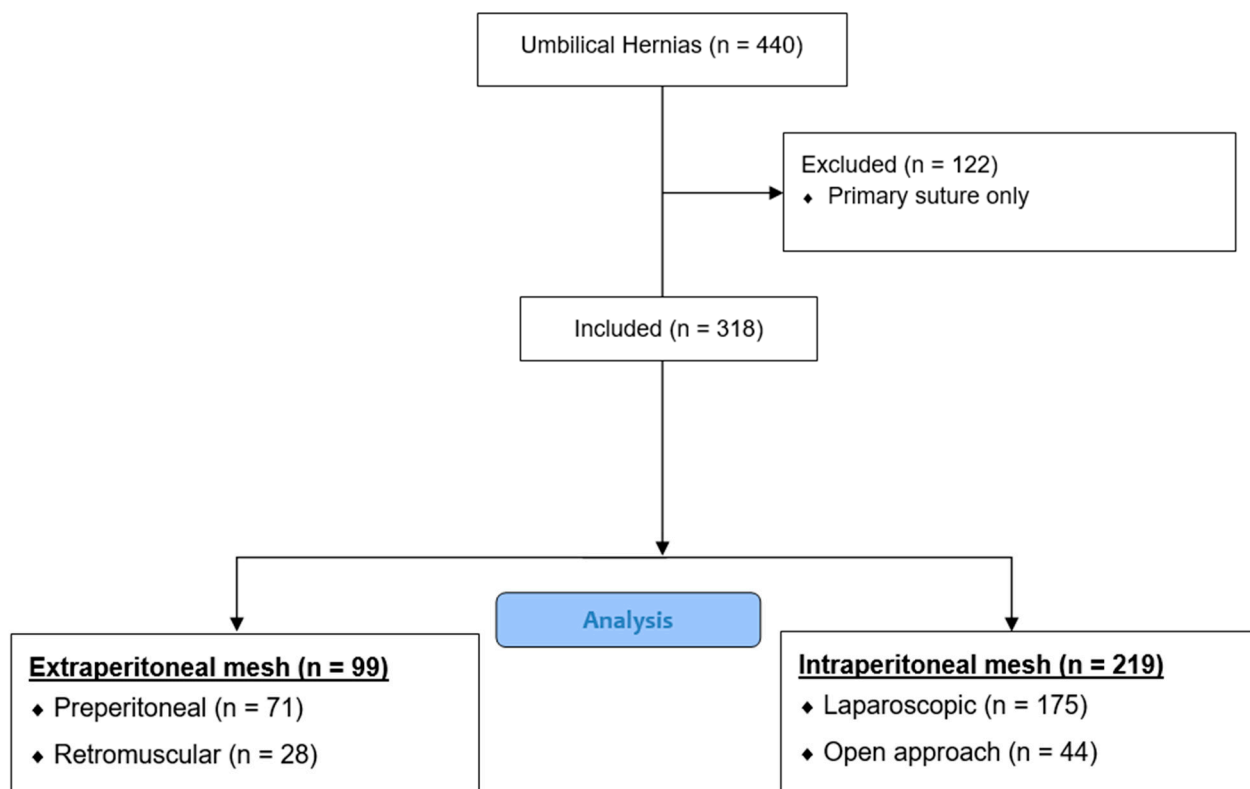 Umbilical Hernias (n = 440)
Excluded (n = 122)
♦ Primary suture only
Included (n = 318)
Analysis
Extraperitoneal mesh (n = 99)
♦ Preperitoneal (n = 71)
♦ Retromuscular (n = 28)
Intraperitoneal mesh (n = 219)
♦ Laparoscopic (n = 175)
♦ Open approach (n = 44)